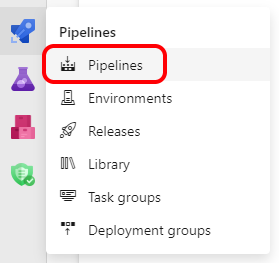 Pipelines
Pipelines
Environments
Releases
Library
Task groups
Deployment groups